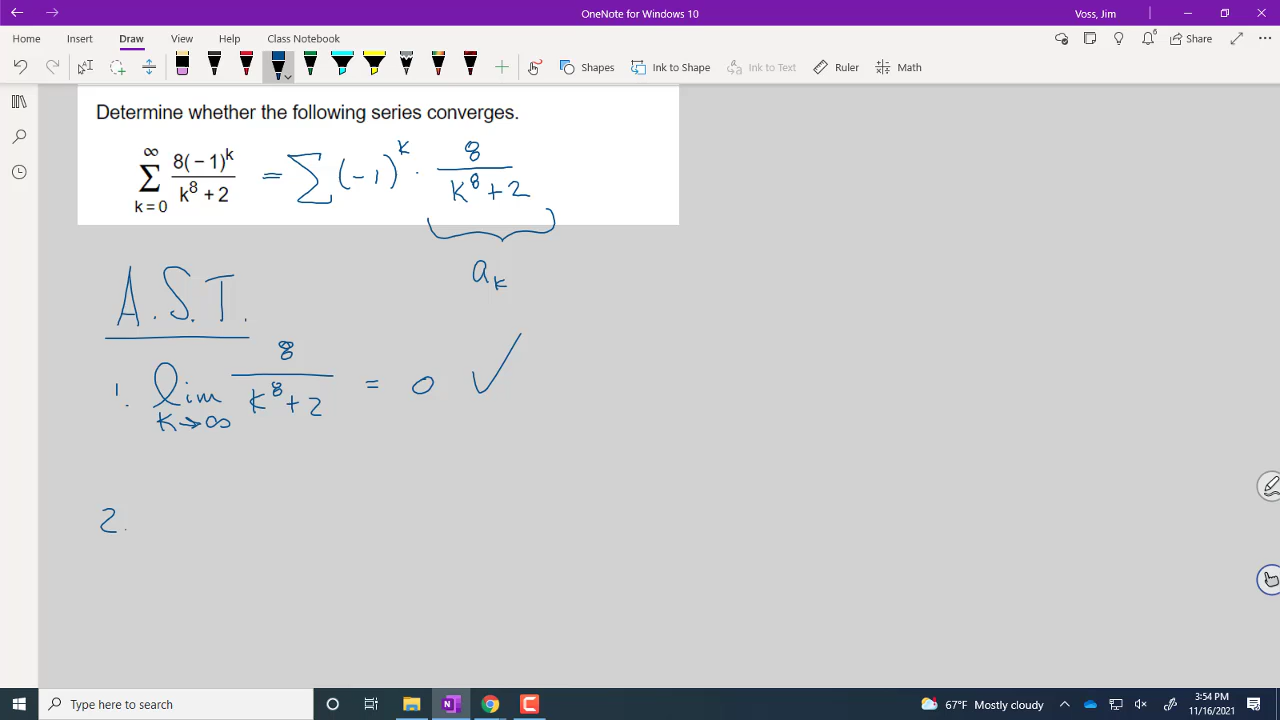 OneNote for Windows 10
Voss, Jim
Home Insert Draw View Help Class Notebook
Share
Shapes Ink to Shape Ink to Text Ruler Math
Determine whether the following series converges.
∞ Σ k = 0 8(− 1)^k / k^8 + 2 = Σ (-1)^k · 8 / k^8 + 2
a_k
A.S.T.
1. lim k→∞ 8 / k^8 + 2 = 0 ✓
2.
Type here to search
67°F Mostly cloudy
3:54 PM
11/16/2021
6